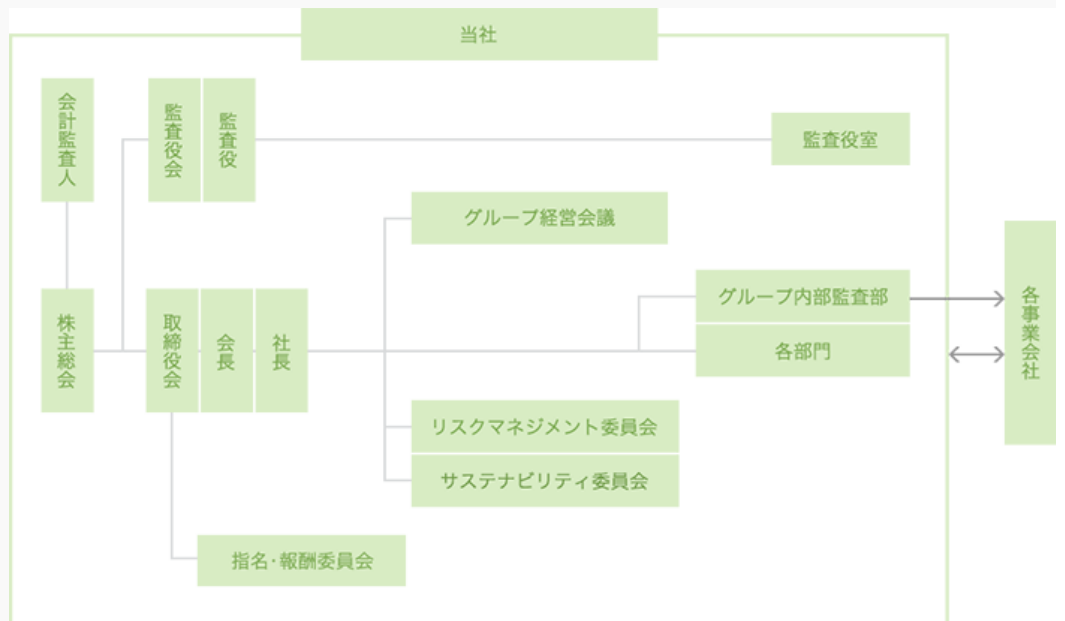 当社
会計監査人
監査役会
監査役
監査役室
グループ経営会議
株主総会
取締役会
会長
社長
グループ内部監査部
各部門
各事業会社
リスクマネジメント委員会
サステナビリティ委員会
指名・報酬委員会